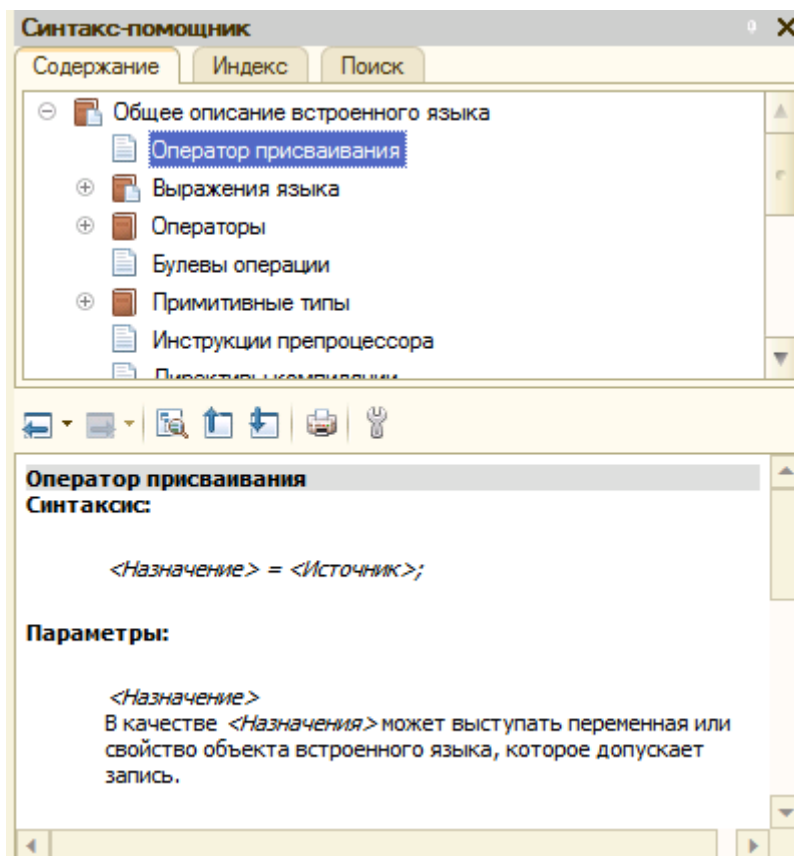 Синтакс-помощник
Содержание Индекс Поиск
Общее описание встроенного языка
Оператор присваивания
Выражения языка
Операторы
Булевы операции
Примитивные типы
Инструкции препроцессора
Директивы компиляции
Оператор присваивания
Синтаксис:
<Назначение> = <Источник>;
Параметры:
<Назначение>
В качестве <Назначения> может выступать переменная или
свойство объекта встроенного языка, которое допускает
запись.